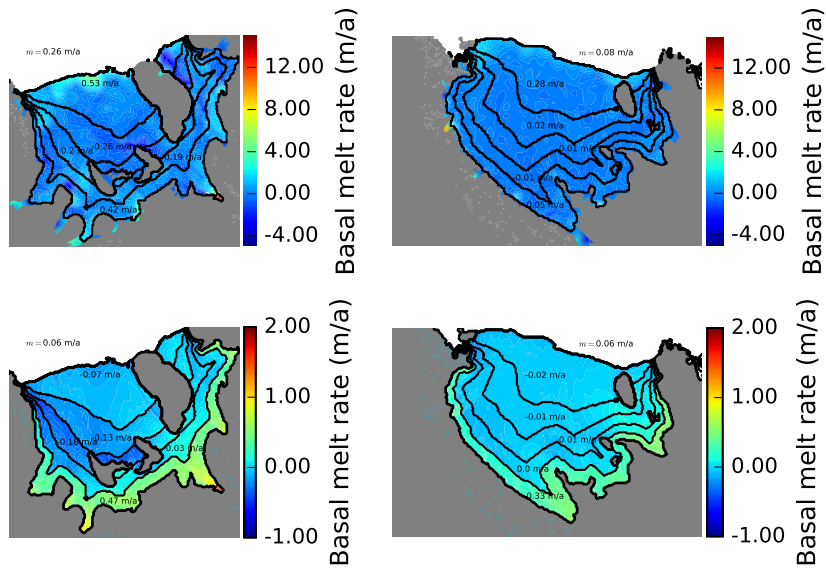 m = 0.26 m/a
0.53 m/a
-0.26 m/a
0.19 m/a
0.42 m/a
12.00
8.00
4.00
0.00
-4.00
Basal melt rate (m/a)
m = 0.08 m/a
0.28 m/a
0.02 m/a
0.01 m/a
0.01 m/a
0.05 m/a
12.00
8.00
4.00
0.00
-4.00
Basal melt rate (m/a)
m = 0.06 m/a
-0.07 m/a
-0.13 m/a
-0.18 m/a
0.03 m/a
0.47 m/a
2.00
1.00
0.00
-1.00
Basal melt rate (m/a)
m = 0.06 m/a
-0.02 m/a
-0.01 m/a
0.01 m/a
0.0 m/a
0.33 m/a
2.00
1.00
0.00
-1.00
Basal melt rate (m/a)